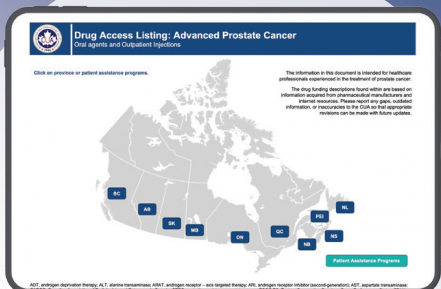 Drug Access Listing: Advanced Prostate Cancer
Oral agents and Outpatient Injections
Click on province or patient assistance programs.
The information in this document is intended for healthcare
professionals experienced in the treatment of prostate cancer.
The drug funding descriptions found within are based on
information acquired from pharmaceutical manufacturers and
Internet resources. Please report any gaps, outdated
information, or inaccuracies to the CUA so that appropriate
revisions can be made with future updates.
BC
AB
SK
MB
ON
QC
NL
PEI
NS
NB
Patient Assistance Programs
ADT, androgen deprivation therapy; ALT, alanine transaminase; ARAT, androgen receptor – axis targeted therapy; ARI, androgen receptor inhibitor (second-generation); AST, aspartate transaminase;